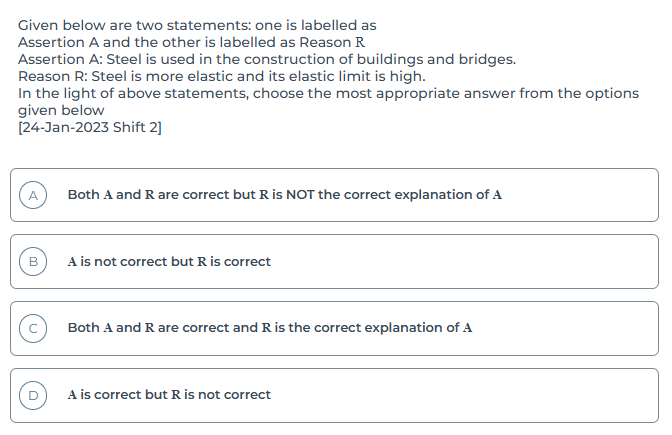 Given below are two statements: one is labelled as
Assertion A and the other is labelled as Reason R
Assertion A: Steel is used in the construction of buildings and bridges.
Reason R: Steel is more elastic and its elastic limit is high.
In the light of above statements, choose the most appropriate answer from the options
given below
[24-Jan-2023 Shift 2]
A Both A and R are correct but R is NOT the correct explanation of A
B A is not correct but R is correct
C Both A and R are correct and R is the correct explanation of A
D A is correct but R is not correct